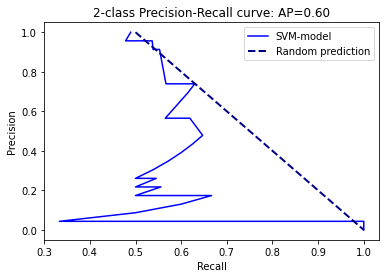 2-class Precision-Recall curve: AP=0.60
SVM-model
Random prediction
Precision
1.0
0.8
0.6
0.4
0.2
0.0
0.3 0.4 0.5 0.6 0.7 0.8 0.9 1.0
Recall